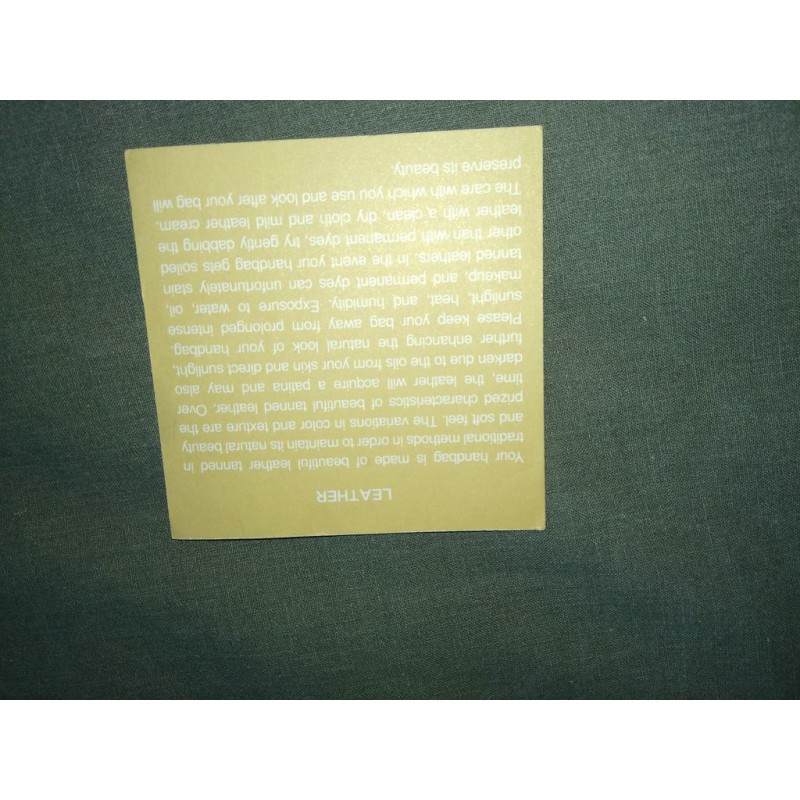 LEATHER
Your handbag is made of beautiful leather tanned in
traditional methods in order to maintain its natural beauty
and soft feel. The variations in color and texture are the
prized characteristics of beautiful tanned leather. Over
time, the leather will acquire a patina and may also
darken due to the oils from your skin and direct sunlight,
further enhancing the natural look of your handbag.
Please keep your bag away from prolonged intense
sunlight, heat, and humidity. Exposure to water, oil,
makeup, and permanent dyes can unfortunately stain
tanned leathers. In the event your handbag gets soiled
other than with permanent dyes, try gently dabbing the
leather with a clean, dry cloth and mild leather cream.
The care with which you use and look after your bag will
preserve its beauty.